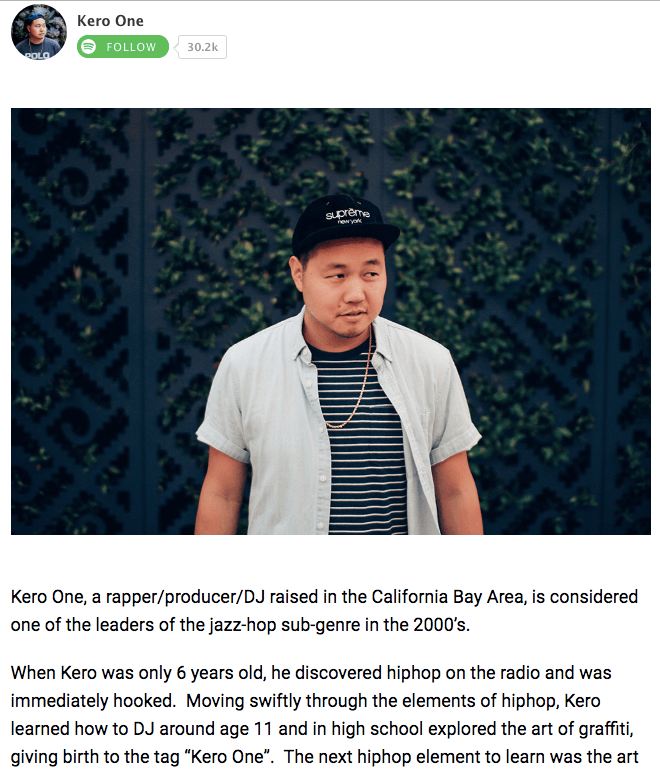 Kero One
FOLLOW
30.2k
POLO
suprême
new york
Kero One, a rapper/producer/DJ raised in the California Bay Area, is considered
one of the leaders of the jazz-hop sub-genre in the 2000’s.
When Kero was only 6 years old, he discovered hiphop on the radio and was
immediately hooked.  Moving swiftly through the elements of hiphop, Kero
learned how to DJ around age 11 and in high school explored the art of graffiti,
giving birth to the tag “Kero One”.  The next hiphop element to learn was the art